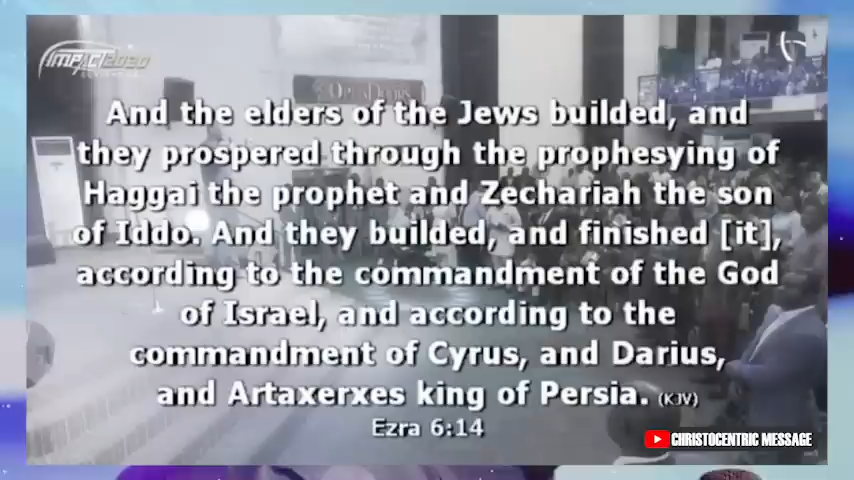 IMPACT2020
OPEN DOORS
And the elders of the Jews builded, and
they prospered through the prophesying of
Haggai the prophet and Zechariah the son
of Iddo. And they builded, and finished [it],
according to the commandment of the God
of Israel, and according to the
commandment of Cyrus, and Darius,
and Artaxerxes king of Persia. (KJV)
Ezra 6:14
CHRISTOCENTRIC MESSAGE